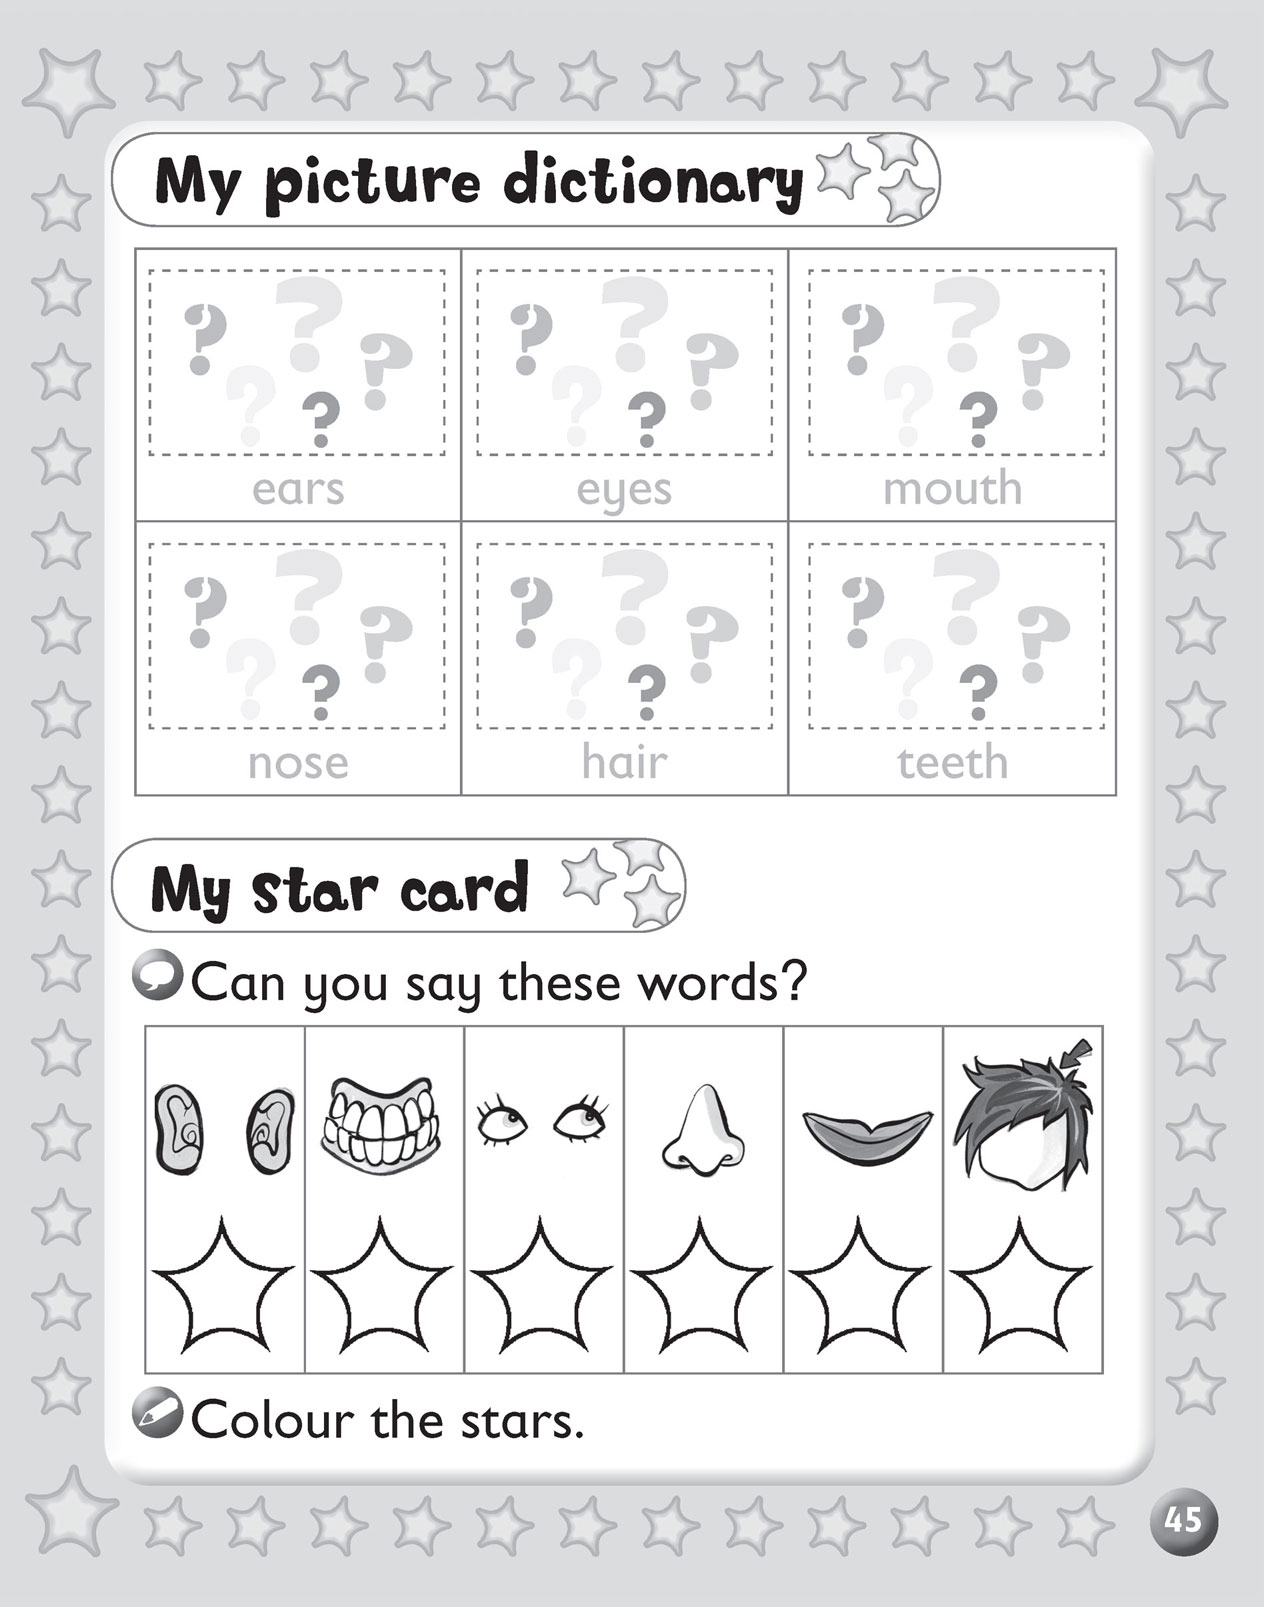 My picture dictionary
ears eyes mouth
nose hair teeth
My star card
Can you say these words?
Colour the stars.
45